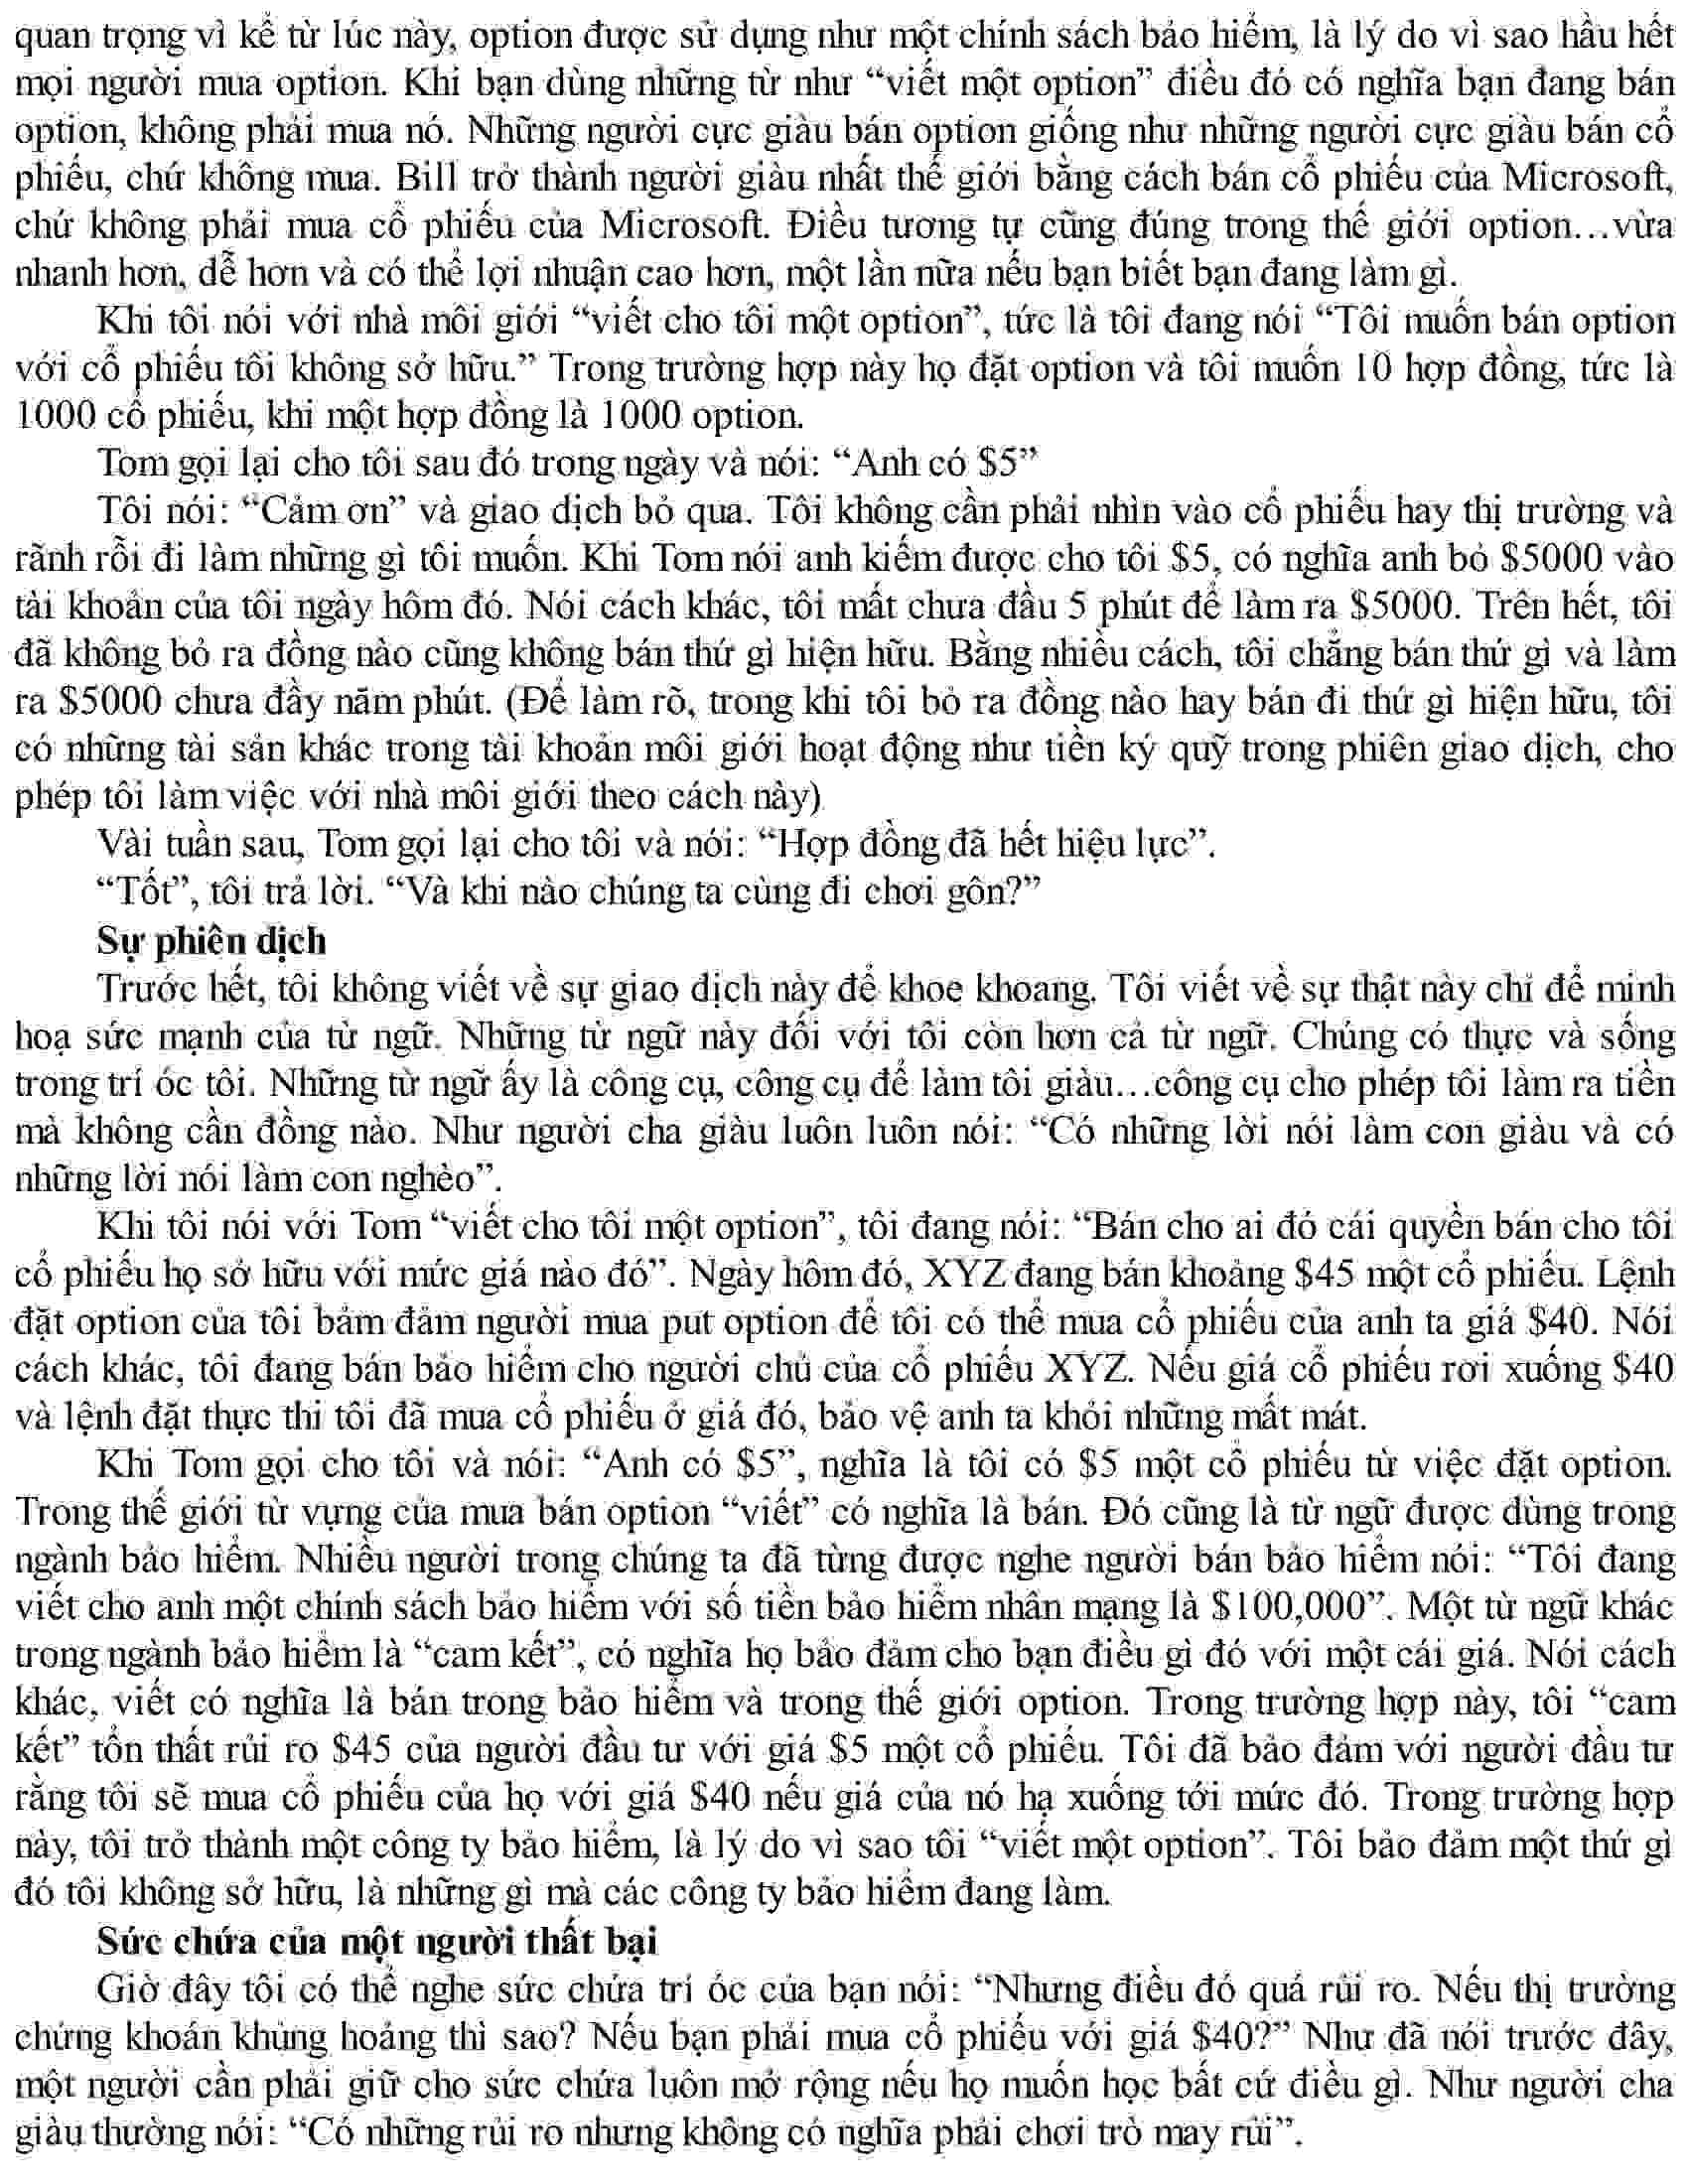 quan trọng vì kể từ lúc này, option được sử dụng như một chính sách bảo hiểm, là lý do vì sao hầu hết
mọi người mua option. Khi bạn dùng những từ như “viết một option” điều đó có nghĩa bạn đang bán
option, không phải mua nó. Những người cực giàu bán option giống như những người cực giàu bán cổ
phiếu, chứ không mua. Bill trở thành người giàu nhất thế giới bằng cách bán cổ phiếu của Microsoft,
chứ không phải mua cổ phiếu của Microsoft. Điều tương tự cũng đúng trong thế giới option…vừa
nhanh hơn, dễ hơn và có thể lợi nhuận cao hơn, một lần nữa nếu bạn biết bạn đang làm gì.
Khi tôi nói với nhà môi giới “viết cho tôi một option”, tức là tôi đang nói “Tôi muốn bán option
với cổ phiếu tôi không sở hữu.” Trong trường hợp này họ đặt option và tôi muốn 10 hợp đồng, tức là
1000 cổ phiếu, khi một hợp đồng là 1000 option.
Tom gọi lại cho tôi sau đó trong ngày và nói: “Anh có $5”
Tôi nói: “Cảm ơn” và giao dịch bỏ qua. Tôi không cần phải nhìn vào cổ phiếu hay thị trường và
rãnh rỗi đi làm những gì tôi muốn. Khi Tom nói anh kiếm được cho tôi $5, có nghĩa anh bỏ $5000 vào
tài khoản của tôi ngày hôm đó. Nói cách khác, tôi mất chưa đầu 5 phút để làm ra $5000. Trên hết, tôi
đã không bỏ ra đồng nào cũng không bán thứ gì hiện hữu. Bằng nhiều cách, tôi chẳng bán thứ gì và làm
ra $5000 chưa đầy năm phút. (Để làm rõ, trong khi tôi bỏ ra đồng nào hay bán đi thứ gì hiện hữu, tôi
có những tài sản khác trong tài khoản môi giới hoạt động như tiền ký quỹ trong phiên giao dịch, cho
phép tôi làm việc với nhà môi giới theo cách này)
Vài tuần sau, Tom gọi lại cho tôi và nói: “Hợp đồng đã hết hiệu lực”.
“Tốt”, tôi trả lời. “Và khi nào chúng ta cùng đi chơi gôn?”
Sự phiên dịch
Trước hết, tôi không viết về sự giao dịch này để khoe khoang. Tôi viết về sự thật này chỉ để minh
hoạ sức mạnh của từ ngữ. Những từ ngữ này đối với tôi còn hơn cả từ ngữ. Chúng có thực và sống
trong trí óc tôi. Những từ ngữ ấy là công cụ, công cụ để làm tôi giàu…công cụ cho phép tôi làm ra tiền
mà không cần đồng nào. Như người cha giàu luôn luôn nói: “Có những lời nói làm con giàu và có
những lời nói làm con nghèo”.
Khi tôi nói với Tom “viết cho tôi một option”, tôi đang nói: “Bán cho ai đó cái quyền bán cho tôi
cổ phiếu họ sở hữu với mức giá nào đó”. Ngày hôm đó, XYZ đang bán khoảng $45 một cổ phiếu. Lệnh
đặt option của tôi bảm đảm người mua put option để tôi có thể mua cổ phiếu của anh ta giá $40. Nói
cách khác, tôi đang bán bảo hiểm cho người chủ của cổ phiếu XYZ. Nếu giá cổ phiếu rơi xuống $40
và lệnh đặt thực thi tôi đã mua cổ phiếu ở giá đó, bảo vệ anh ta khỏi những mất mát.
Khi Tom gọi cho tôi và nói: “Anh có $5”, nghĩa là tôi có $5 một cổ phiếu từ việc đặt option.
Trong thế giới từ vựng của mua bán option “viết” có nghĩa là bán. Đó cũng là từ ngữ được dùng trong
ngành bảo hiểm. Nhiều người trong chúng ta đã từng được nghe người bán bảo hiểm nói: “Tôi đang
viết cho anh một chính sách bảo hiểm với số tiền bảo hiểm nhân mạng là $100,000”. Một từ ngữ khác
trong ngành bảo hiểm là “cam kết”, có nghĩa họ bảo đảm cho bạn điều gì đó với một cái giá. Nói cách
khác, viết có nghĩa là bán trong bảo hiểm và trong thế giới option. Trong trường hợp này, tôi “cam
kết” tổn thất rủi ro $45 của người đầu tư với giá $5 một cổ phiếu. Tôi đã bảo đảm với người đầu tư
rằng tôi sẽ mua cổ phiếu của họ với giá $40 nếu giá của nó hạ xuống tới mức đó. Trong trường hợp
này, tôi trở thành một công ty bảo hiểm, là lý do vì sao tôi “viết một option”. Tôi bảo đảm một thứ gì
đó tôi không sở hữu, là những gì mà các công ty bảo hiểm đang làm.
Sức chứa của một người thất bại
Giờ đây tôi có thể nghe sức chứa trí óc của bạn nói: “Nhưng điều đó quá rủi ro. Nếu thị trường
chứng khoán khủng hoảng thì sao? Nếu bạn phải mua cổ phiếu với giá $40?” Như đã nói trước đây,
một người cần phải giữ cho sức chứa luôn mở rộng nếu họ muốn học bất cứ điều gì. Như người cha
giàu thường nói: “Có những rủi ro nhưng không có nghĩa phải chơi trò may rủi”.